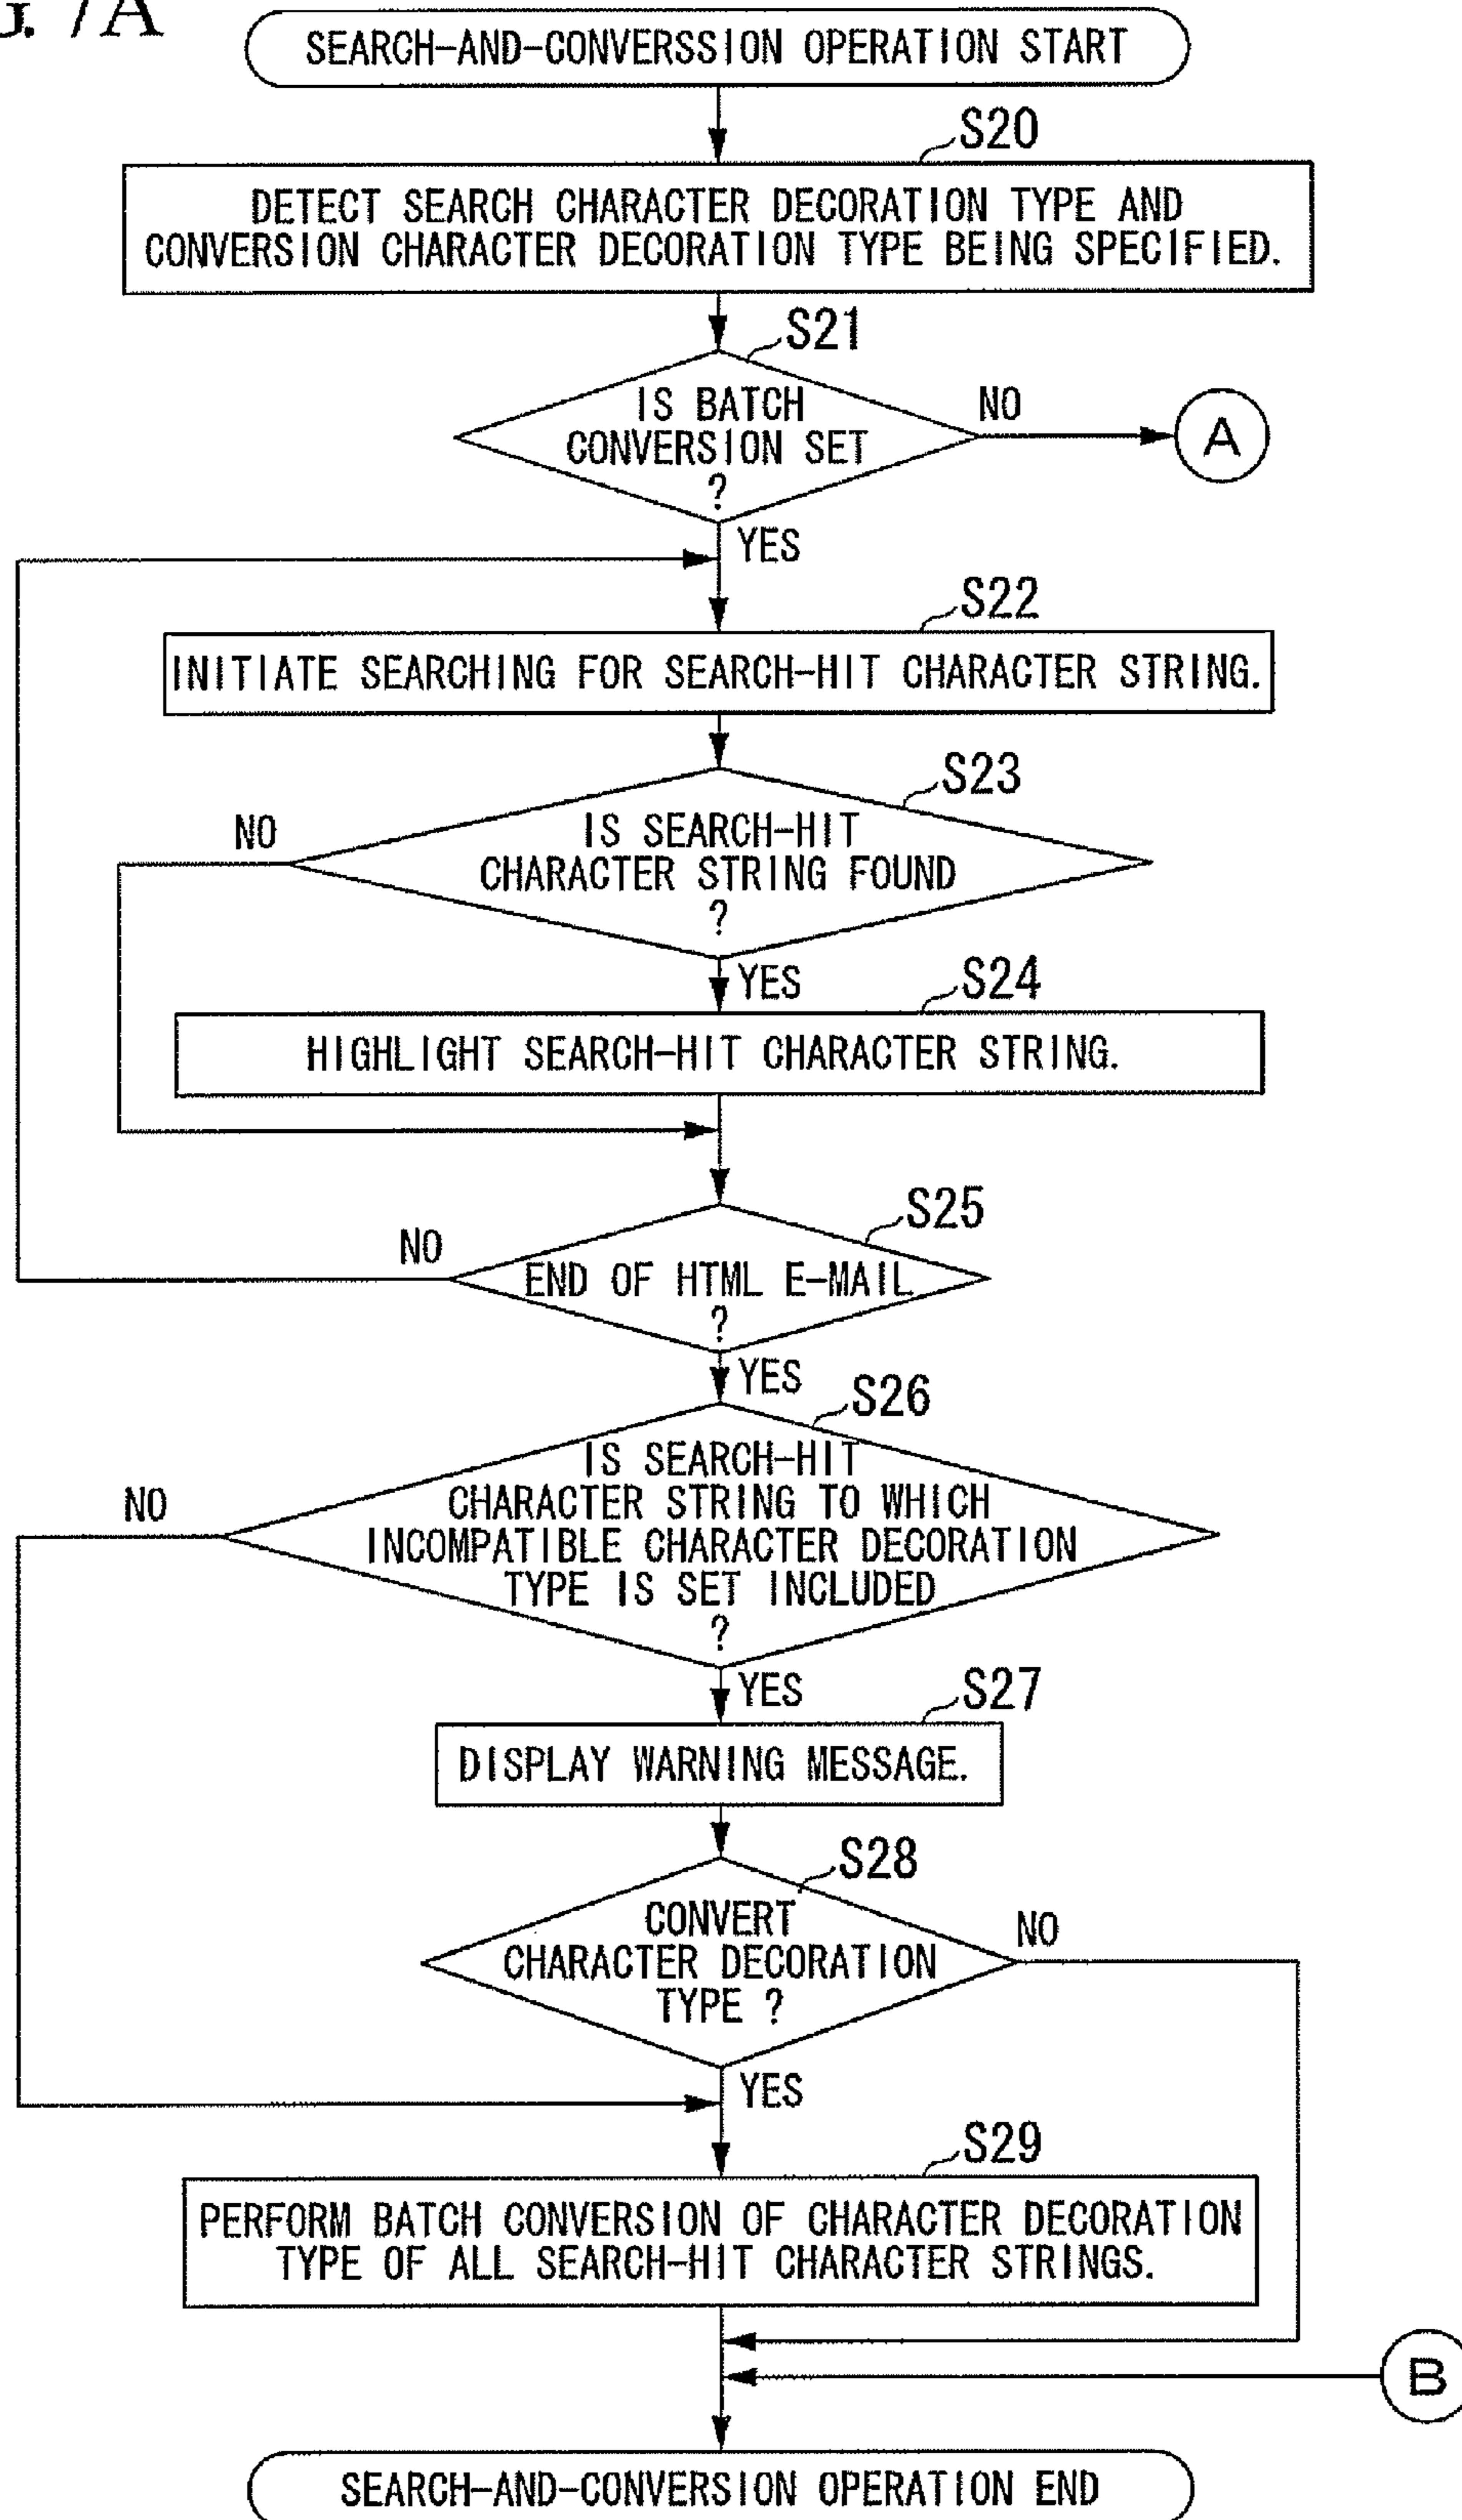 G. 7A
SEARCH-AND-CONVERSSION OPERATION START
S20
DETECT SEARCH CHARACTER DECORATION TYPE AND
CONVERSION CHARACTER DECORATION TYPE BEING SPECIFIED.
S21
IS BATCH
CONVERSION SET
?
NO
A
YES
S22
INITIATE SEARCHING FOR SEARCH-HIT CHARACTER STRING.
S23
NO
IS SEARCH-HIT
CHARACTER STRING FOUND
?
YES
S24
HIGHLIGHT SEARCH-HIT CHARACTER STRING.
S25
NO
END OF HTML E-MAIL
?
YES
S26
NO
IS SEARCH-HIT
CHARACTER STRING TO WHICH
INCOMPATIBLE CHARACTER DECORATION
TYPE IS SET INCLUDED
?
YES
S27
DISPLAY WARNING MESSAGE.
S28
CONVERT
CHARACTER DECORATION
TYPE ?
NO
YES
S29
PERFORM BATCH CONVERSION OF CHARACTER DECORATION
TYPE OF ALL SEARCH-HIT CHARACTER STRINGS.
B
SEARCH-AND-CONVERSION OPERATION END